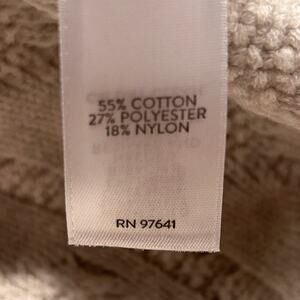 55% COTTON
27% POLYESTER
18% NYLON
RN 97641